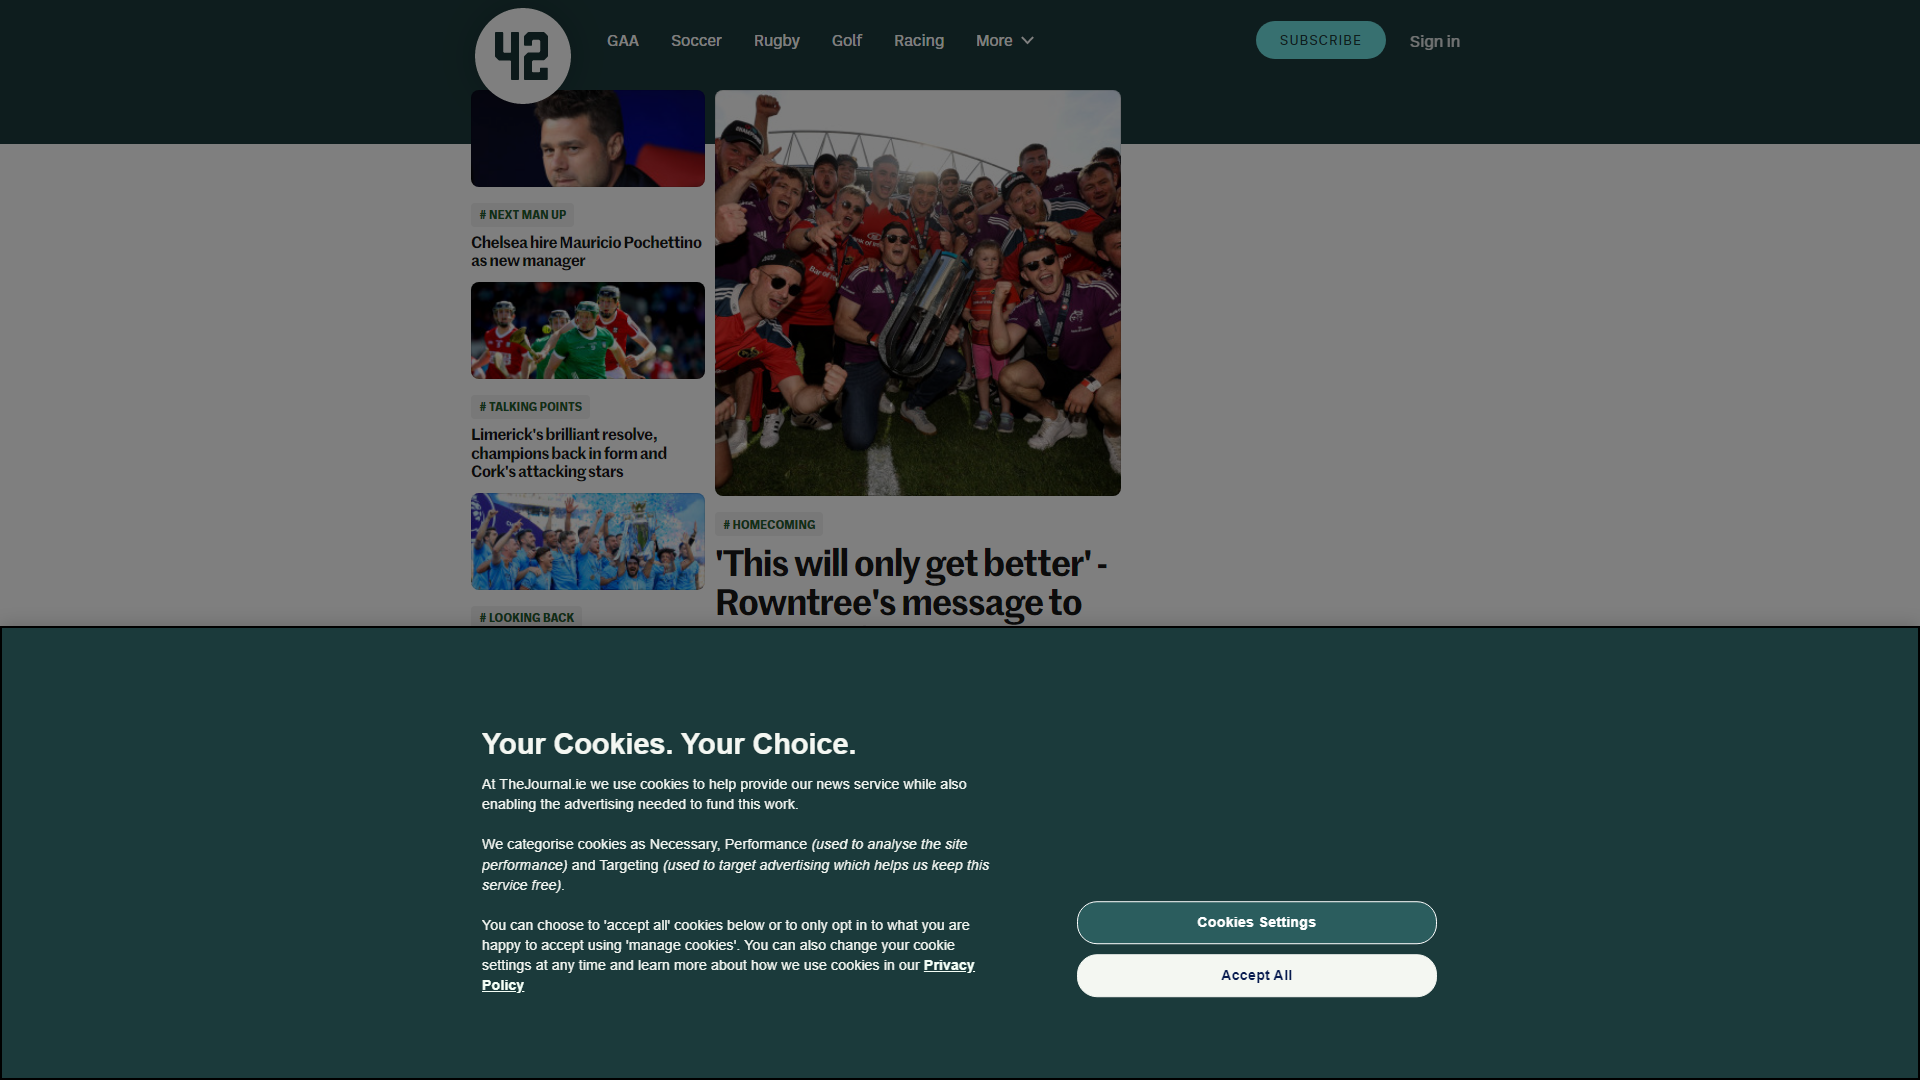 42
GAA
Soccer
Rugby
Golf
Racing
More
SUBSCRIBE
Sign in
# NEXT MAN UP
Chelsea hire Mauricio Pochettino
as new manager
# TALKING POINTS
Limerick's brilliant resolve,
champions back in form and
Cork's attacking stars
# LOOKING BACK
# HOMECOMING
'This will only get better' -
Rowntree's message to
Your Cookies. Your Choice.
At TheJournal.ie we use cookies to help provide our news service while also
enabling the advertising needed to fund this work.
We categorise cookies as Necessary, Performance (used to analyse the site
performance) and Targeting (used to target advertising which helps us keep this
service free).
You can choose to 'accept all' cookies below or to only opt in to what you are
happy to accept using 'manage cookies'. You can also change your cookie
settings at any time and learn more about how we use cookies in our Privacy
Policy
Cookies Settings
Accept All